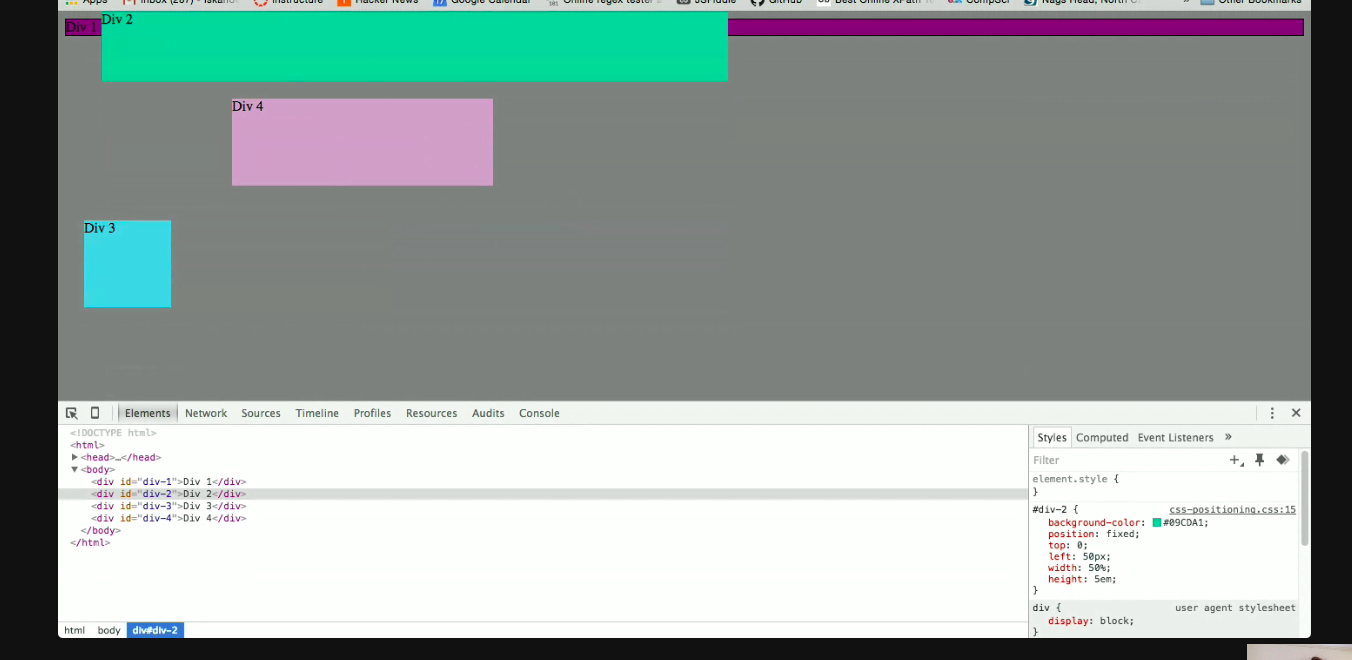 Apps Inbox (207) - iskand Instructure Hacker News Google Calendar Online regex tester JSFiddle GitHub Best Online XPath Te CompSci Nags Head, North C » Other Bookmarks
Div 1 Div 2
Div 4
Div 3
Elements Network Sources Timeline Profiles Resources Audits Console
<!DOCTYPE html>
<html>
<head>…</head>
<body>
<div id="div-1">Div 1</div>
<div id="div-2">Div 2</div>
<div id="div-3">Div 3</div>
<div id="div-4">Div 4</div>
</body>
</html>
html body div#div-2
Styles Computed Event Listeners »
Filter
element.style {
}
#div-2 { css-positioning.css:15
background-color: #09CDA1;
position: fixed;
top: 0;
left: 50px;
width: 50%;
height: 5em;
}
div { user agent stylesheet
display: block;
}